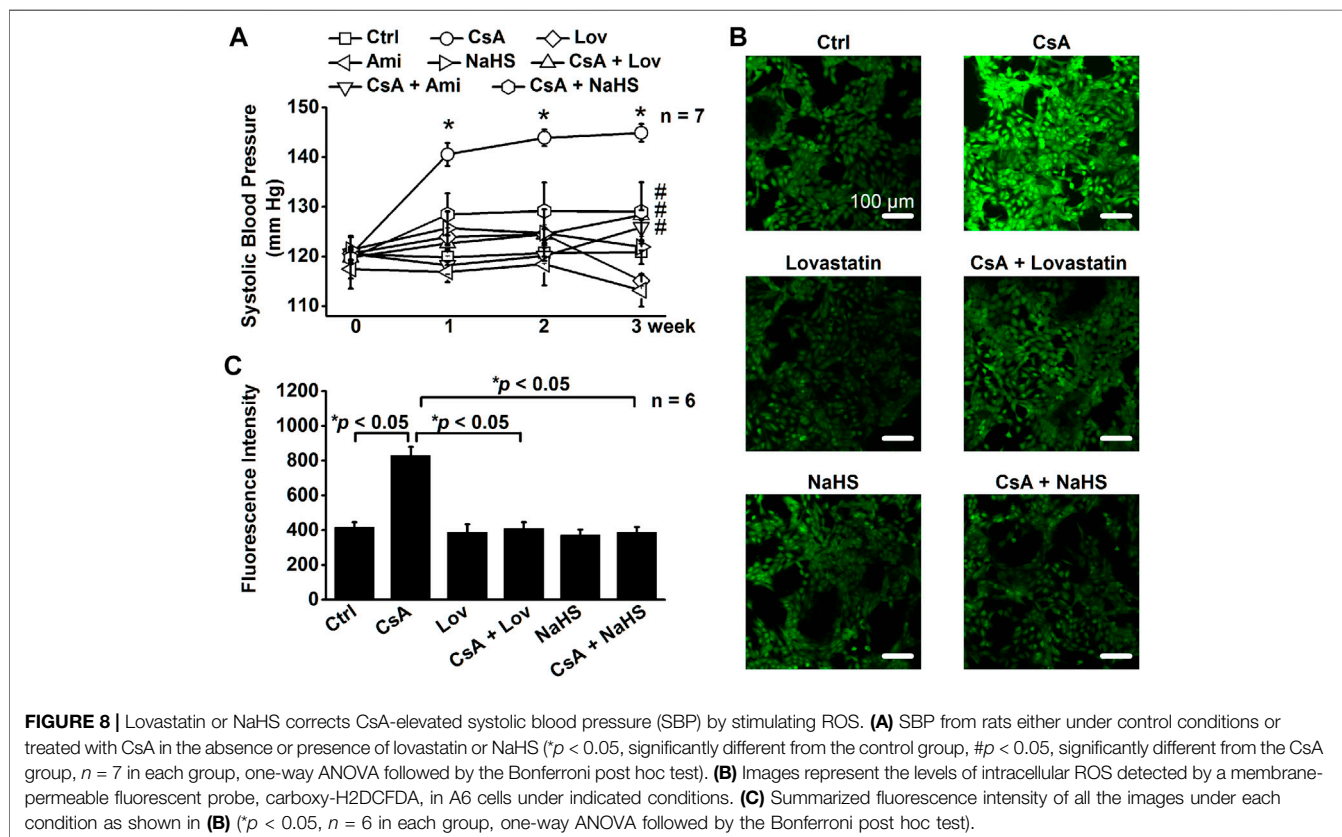 A
Ctrl CsA Lov
Ami NaHS CsA + Lov
CsA + Ami CsA + NaHS
150
140
130
120
110
Systolic Blood Pressure
(mm Hg)
* * *
n = 7
#
#
#
0 1 2 3 week
B
Ctrl CsA
100 µm
Lovastatin CsA + Lovastatin
NaHS CsA + NaHS
C
1200
1000
800
600
400
200
0
Fluorescence Intensity
*p < 0.05
n = 6
*p < 0.05 *p < 0.05
Ctrl CsA Lov CsA + Lov NaHS CsA + NaHS
FIGURE 8 | Lovastatin or NaHS corrects CsA-elevated systolic blood pressure (SBP) by stimulating ROS. (A) SBP from rats either under control conditions or
treated with CsA in the absence or presence of lovastatin or NaHS (*p < 0.05, significantly different from the control group, #p < 0.05, significantly different from the CsA
group, n = 7 in each group, one-way ANOVA followed by the Bonferroni post hoc test). (B) Images represent the levels of intracellular ROS detected by a membrane-
permeable fluorescent probe, carboxy-H2DCFDA, in A6 cells under indicated conditions. (C) Summarized fluorescence intensity of all the images under each
condition as shown in (B) (*p < 0.05, n = 6 in each group, one-way ANOVA followed by the Bonferroni post hoc test).